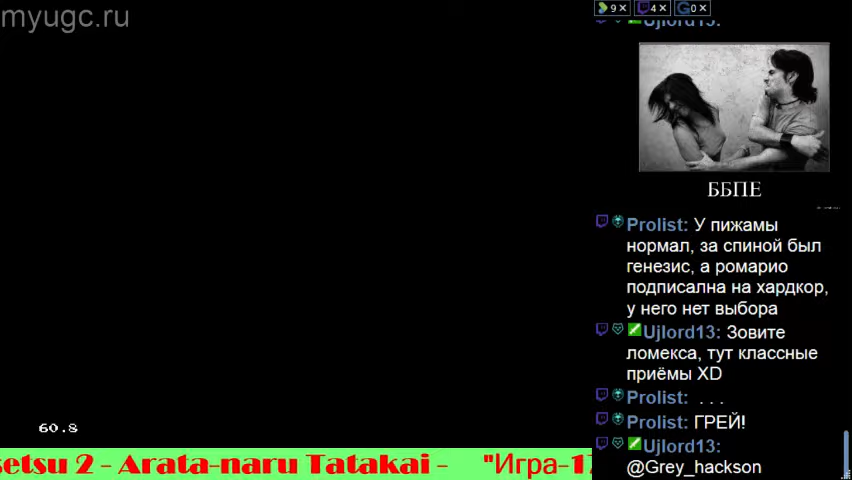 myugc.ru
9 × 4 × 0 ×
Ujlord13:
ББПЕ
Prolist: У пижамы
нормал, за спиной был
генезис, а ромарио
подписална на хардкор,
у него нет выбора
Ujlord13: Зовите
ломекса, тут классные
приёмы XD
Prolist: . . .
Prolist: ГРЕЙ!
Ujlord13:
@Grey_hackson
60.8
setsu 2 - Arata-naru Tatakai - "Игра-1